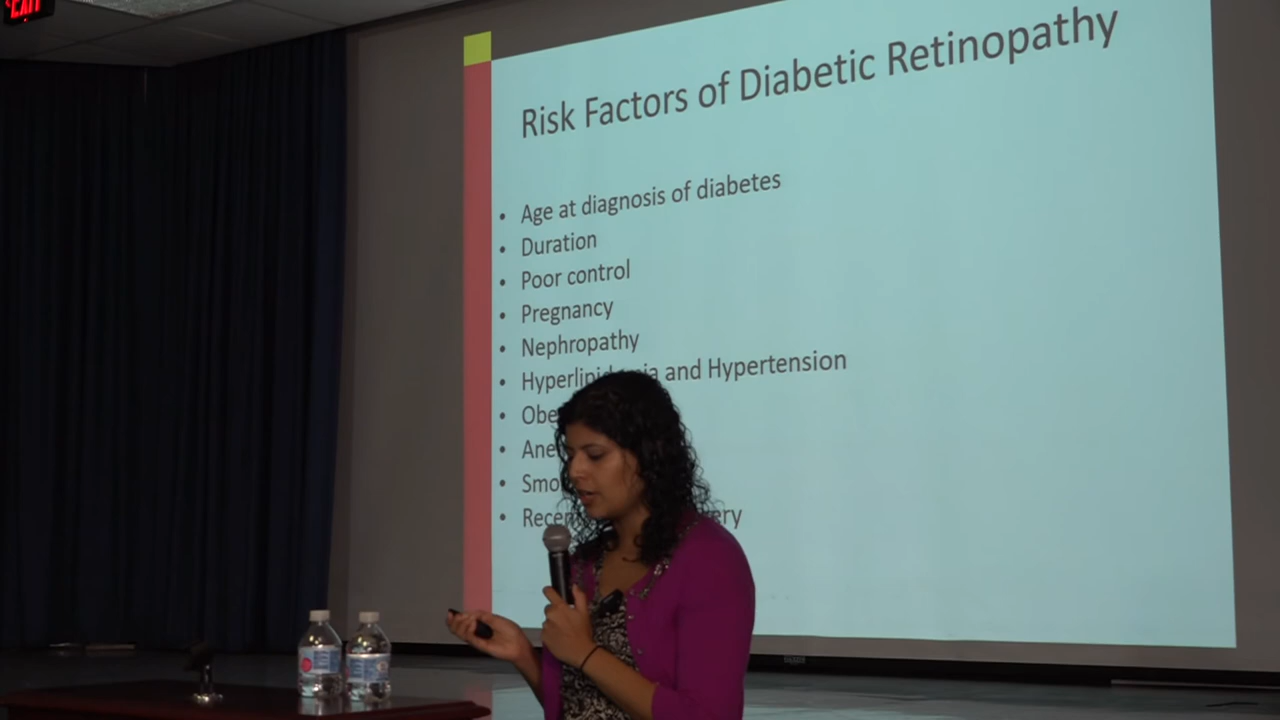 EXIT
Risk Factors of Diabetic Retinopathy
• Age at diagnosis of diabetes
• Duration
• Poor control
• Pregnancy
• Nephropathy
• and Hypertension